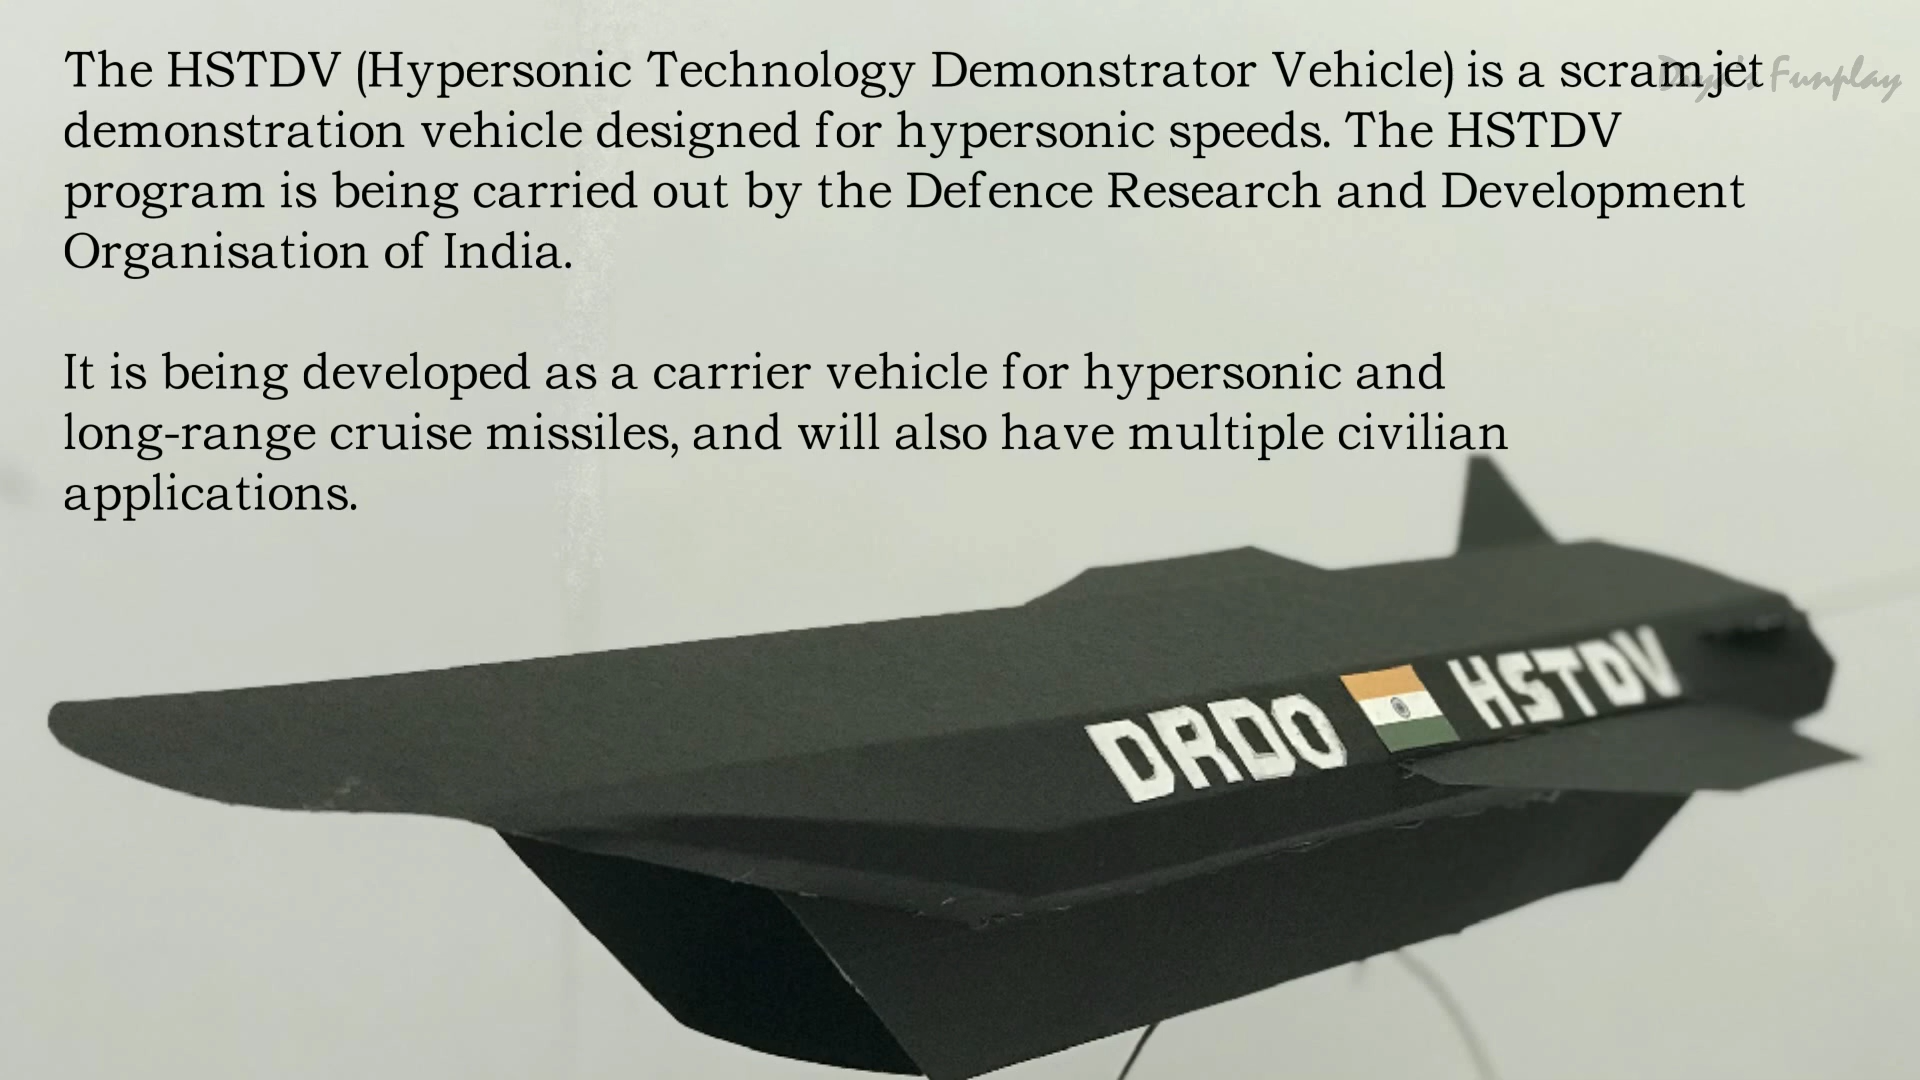 The HSTDV (Hypersonic Technology Demonstrator Vehicle) is a scramjet
demonstration vehicle designed for hypersonic speeds. The HSTDV
program is being carried out by the Defence Research and Development
Organisation of India.
It is being developed as a carrier vehicle for hypersonic and
long-range cruise missiles, and will also have multiple civilian
applications.
Funplay
DRDO HSTDV